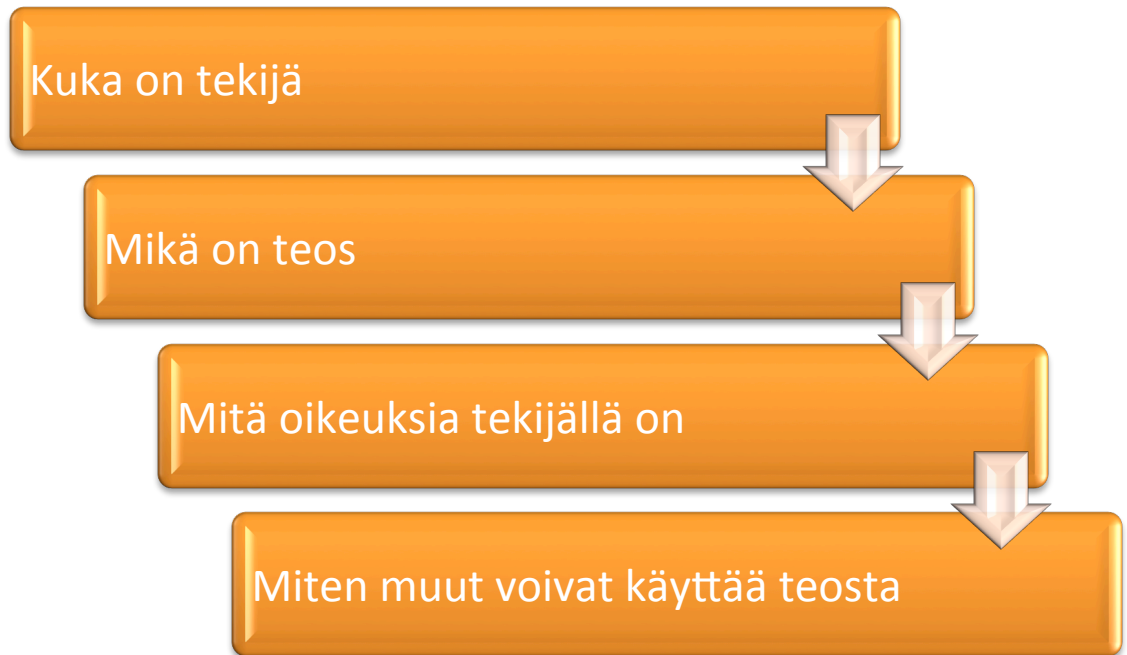 Kuka on tekijä
Mikä on teos
Mitä oikeuksia tekijällä on
Miten muut voivat käyttää teosta